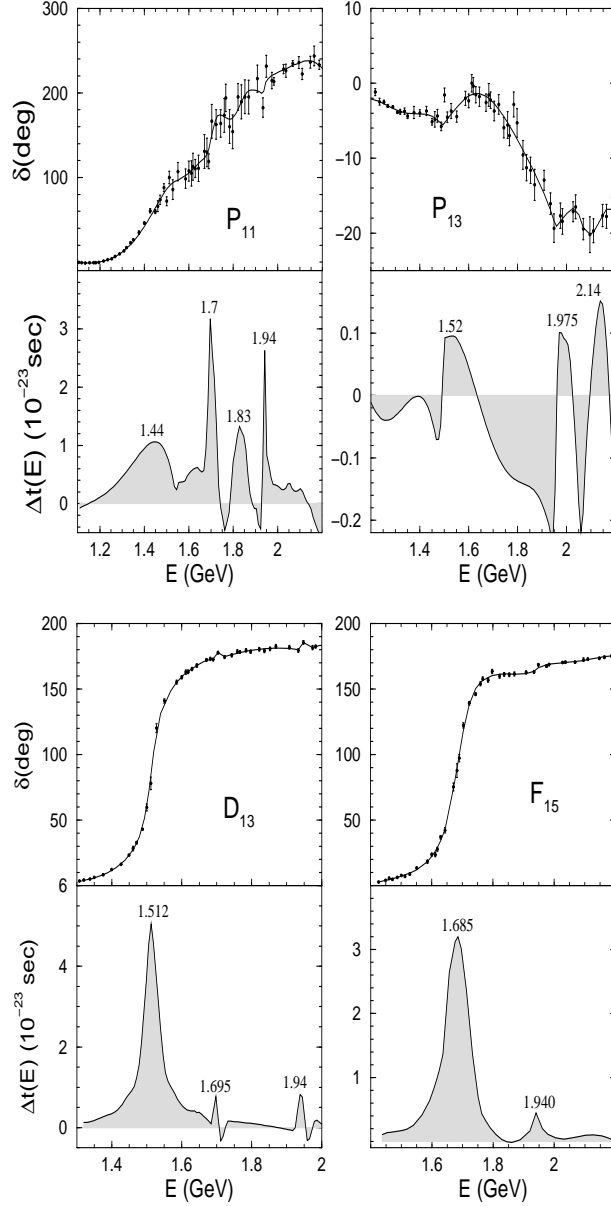 300
200
100
δ(deg)
P11
0
−10
−20
δ(deg)
P13
3
2
1
0
Δt(E) (10−23sec)
1.44
1.7
1.83
1.94
1.2 1.4 1.6 1.8 2
E (GeV)
0.1
0
−0.1
−0.2
1.52
1.975
2.14
1.4 1.6 1.8 2
E (GeV)
200
150
100
50
6
δ(deg)
D13
200
150
100
50
δ(deg)
F15
4
2
0
Δt(E) (10−23 sec)
1.512
1.695
1.94
1.4 1.6 1.8 2
E (GeV)
3
2
1
1.685
1.940
1.6 1.8 2
E (GeV)